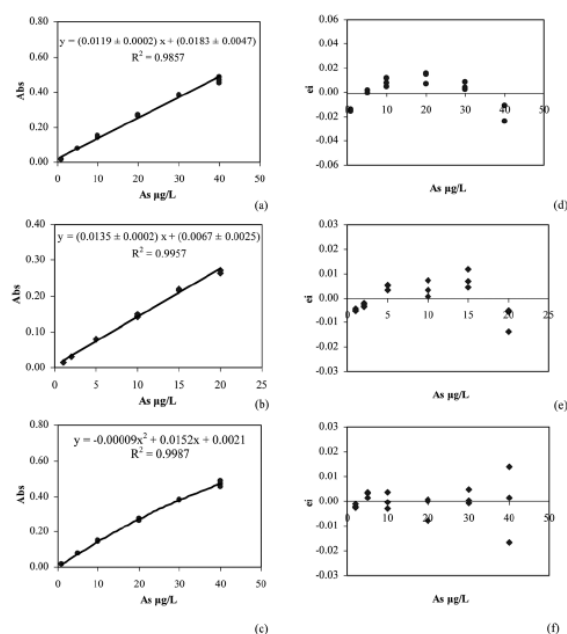 y = (0.0119 ± 0.0002) x + (0.0183 ± 0.0047)
R² = 0.9857
Abs
0.80
0.60
0.40
0.20
0.00
0 10 20 30 40 50
As µg/L
(a)
ei
0.06
0.04
0.02
0.00
-0.02
-0.04
-0.06
0 10 20 30 40 50
As µg/L
(d)
y = (0.0135 ± 0.0002) x + (0.0067 ± 0.0025)
R² = 0.9957
Abs
0.40
0.30
0.20
0.10
0.00
0 5 10 15 20 25
As µg/L
(b)
ei
0.03
0.02
0.01
0.00
-0.01
-0.02
-0.03
0 5 10 15 20 25
As µg/L
(e)
y = -0.00009x² + 0.0152x + 0.0021
R² = 0.9987
Abs
0.80
0.60
0.40
0.20
0.00
0 10 20 30 40 50
As µg/L
(c)
ei
0.03
0.02
0.01
0.00
-0.01
-0.02
-0.03
0 10 20 30 40 50
As µg/L
(f)